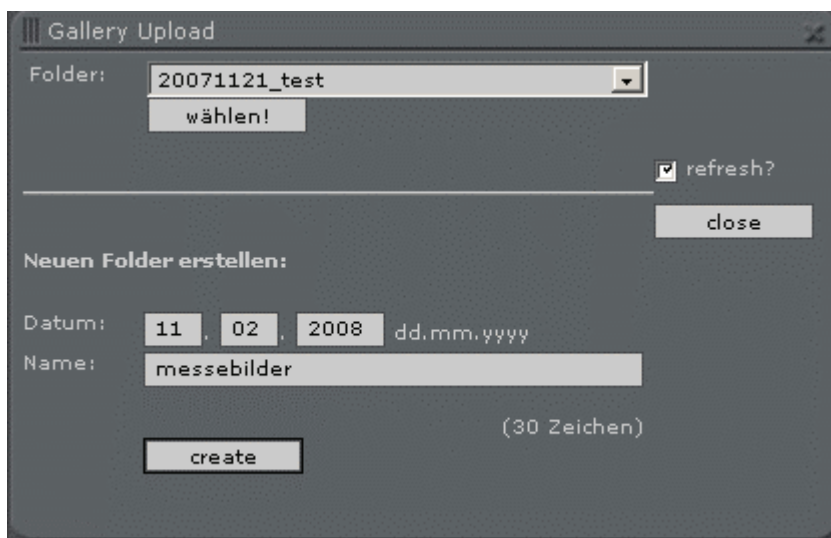 Gallery Upload
Folder: 20071121_test
wählen!
refresh?
close
Neuen Folder erstellen:
Datum: 11 . 02 . 2008 dd.mm.yyyy
Name: messebilder
(30 Zeichen)
create